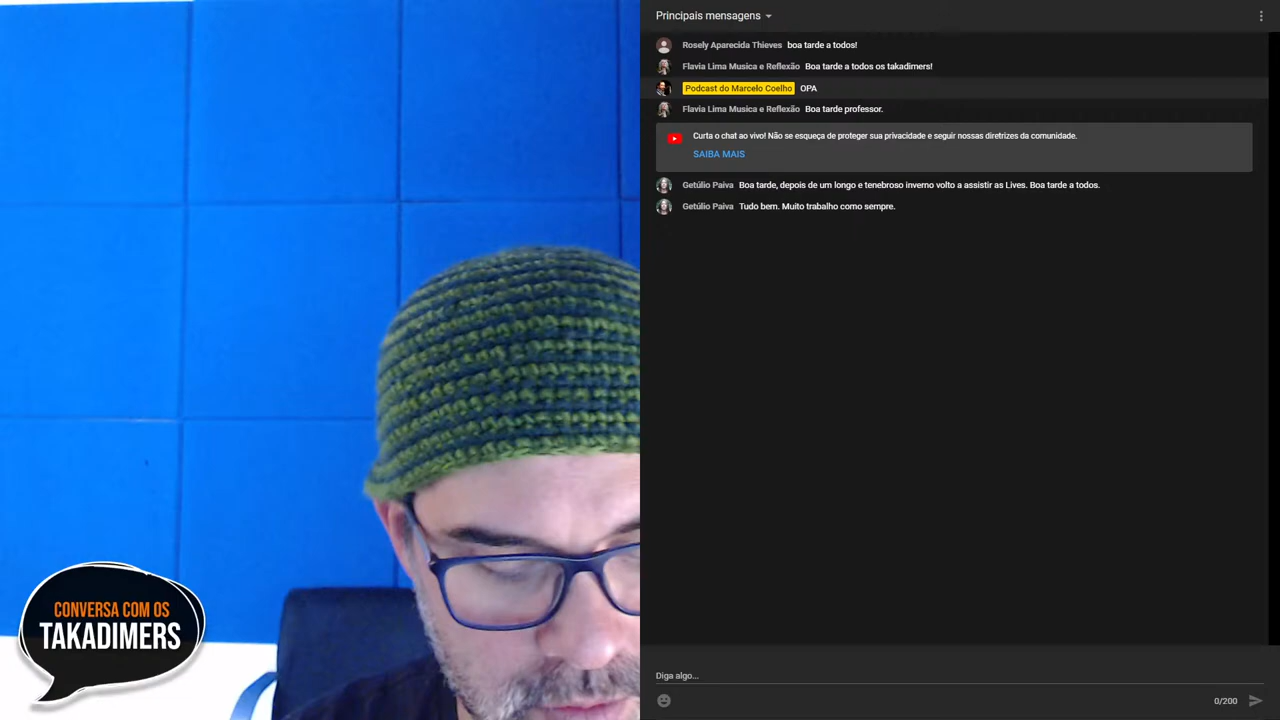 Principais mensagens
Rosely Aparecida Thieves boa tarde a todos!
Flavia Lima Musica e Reflexão Boa tarde a todos os takadimers!
Podcast do Marcelo Coelho OPA
Flavia Lima Musica e Reflexão Boa tarde professor.
Curta o chat ao vivo! Não se esqueça de proteger sua privacidade e seguir nossas diretrizes da comunidade.
SAIBA MAIS
Getúlio Paiva Boa tarde, depois de um longo e tenebroso inverno volto a assistir as Lives. Boa tarde a todos.
Getúlio Paiva Tudo bem. Muito trabalho como sempre.
CONVERSA COM OS
TAKADIMERS
Diga algo...
0/200